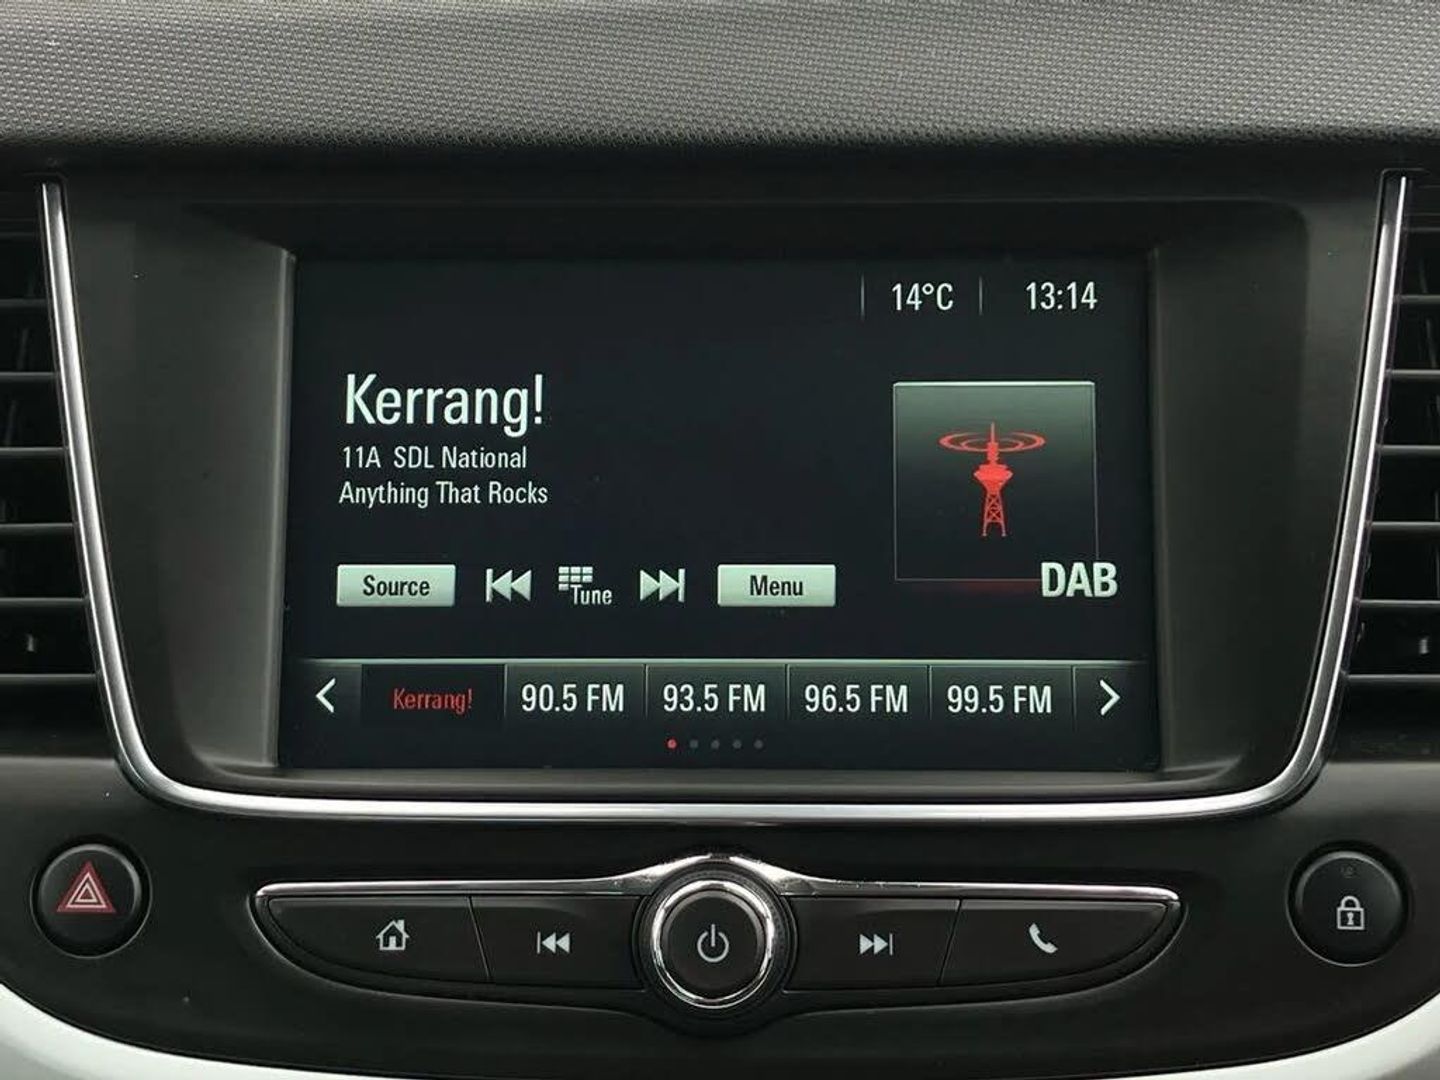 14°C 13:14
Kerrang!
11A SDL National
Anything That Rocks
Source Tune Menu
DAB
Kerrang! 90.5 FM 93.5 FM 96.5 FM 99.5 FM